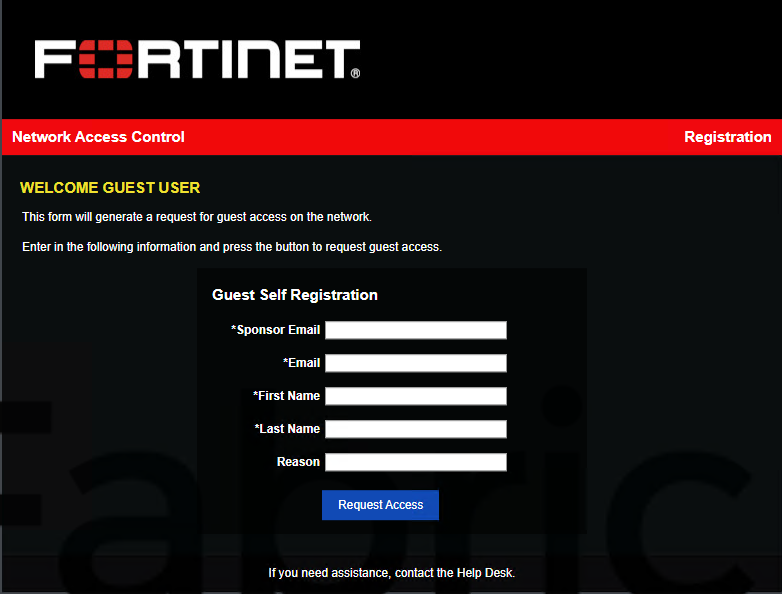 FORTINET®
Network Access Control
Registration
WELCOME GUEST USER
This form will generate a request for guest access on the network.
Enter in the following information and press the button to request guest access.
Guest Self Registration
*Sponsor Email
*Email
*First Name
*Last Name
Reason
Request Access
Fabric
If you need assistance, contact the Help Desk.